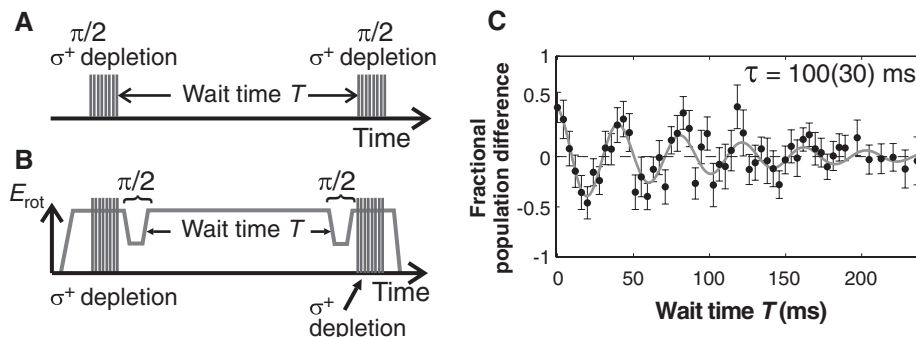 A
π/2
σ⁺ depletion
π/2
σ⁺ depletion
Wait time T
Time
B
E_rot
π/2
π/2
Wait time T
Time
σ⁺ depletion
σ⁺
depletion
C
τ = 100(30) ms
Fractional
population difference
1
0.5
0
-0.5
-1
0
50
100
150
200
Wait time T (ms)